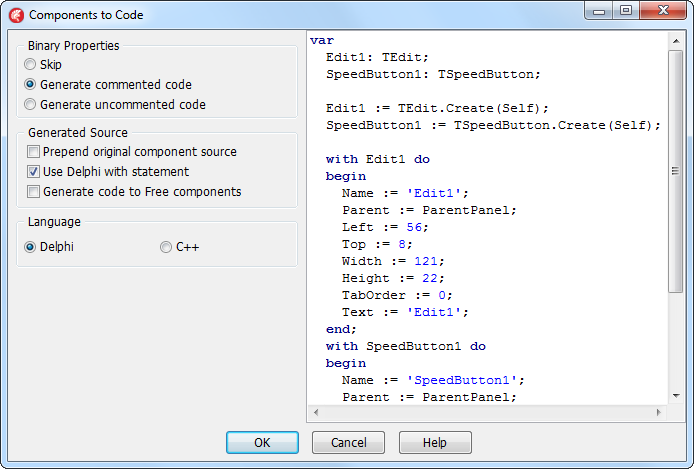 Components to Code
Binary Properties
Skip
Generate commented code
Generate uncommented code
Generated Source
Prepend original component source
Use Delphi with statement
Generate code to Free components
Language
Delphi
C++
var
Edit1: TEdit;
SpeedButton1: TSpeedButton;
Edit1 := TEdit.Create(Self);
SpeedButton1 := TSpeedButton.Create(Self);
with Edit1 do
begin
Name := 'Edit1';
Parent := ParentPanel;
Left := 56;
Top := 8;
Width := 121;
Height := 22;
TabOrder := 0;
Text := 'Edit1';
end;
with SpeedButton1 do
begin
Name := 'SpeedButton1';
Parent := ParentPanel;
OK
Cancel
Help